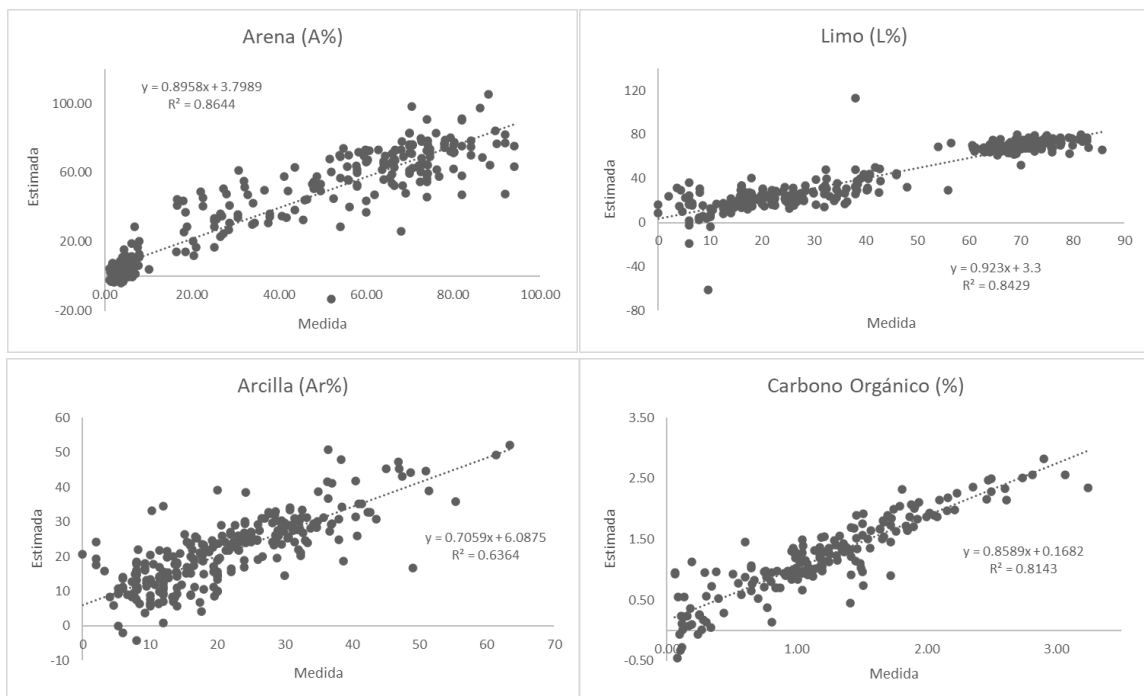 Arena (A%)
y = 0.8958x + 3.7989
R² = 0.8644
100.00
60.00
20.00
-20.00
0.00
20.00
40.00
60.00
80.00
100.00
Estimada
Medida
Limo (L%)
120
80
40
0
-40
-80
0
10
20
30
40
50
60
70
80
90
y = 0.923x + 3.3
R² = 0.8429
Estimada
Medida
Arcilla (Ar%)
60
50
40
30
20
10
0
-10
0
10
20
30
40
50
60
70
y = 0.7059x + 6.0875
R² = 0.6364
Estimada
Medida
Carbono Orgánico (%)
3.50
2.50
1.50
0.50
-0.50
0.00
1.00
2.00
3.00
y = 0.8589x + 0.1682
R² = 0.8143
Estimada
Medida